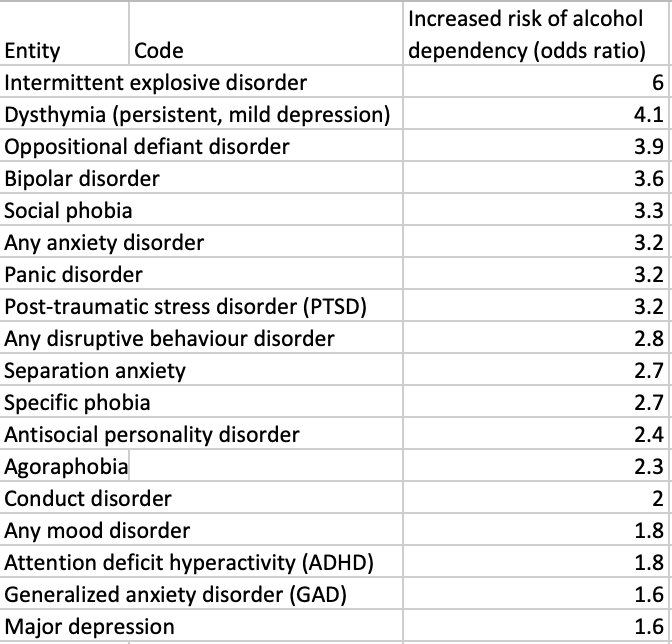 Entity Code Increased risk of alcohol
dependency (odds ratio)
Intermittent explosive disorder 6
Dysthymia (persistent, mild depression) 4.1
Oppositional defiant disorder 3.9
Bipolar disorder 3.6
Social phobia 3.3
Any anxiety disorder 3.2
Panic disorder 3.2
Post-traumatic stress disorder (PTSD) 3.2
Any disruptive behaviour disorder 2.8
Separation anxiety 2.7
Specific phobia 2.7
Antisocial personality disorder 2.4
Agoraphobia 2.3
Conduct disorder 2
Any mood disorder 1.8
Attention deficit hyperactivity (ADHD) 1.8
Generalized anxiety disorder (GAD) 1.6
Major depression 1.6